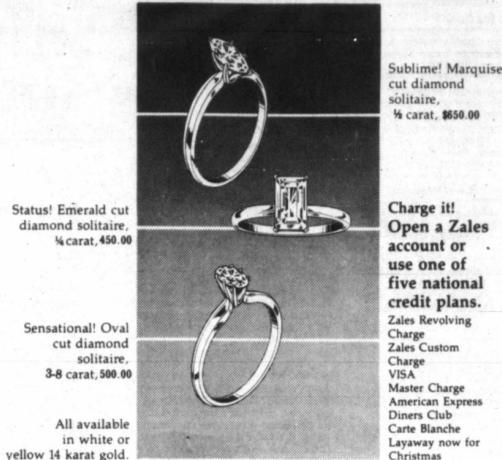 Sublime! Marquise
cut diamond
solitaire,
½ carat, $650.00
Status! Emerald cut
diamond solitaire,
¼ carat, 450.00
Sensational! Oval
cut diamond
solitaire,
3-8 carat, 500.00
All available
in white or
yellow 14 karat gold.
Charge it!
Open a Zales
account or
use one of
five national
credit plans.
Zales Revolving
Charge
Zales Custom
Charge
VISA
Master Charge
American Express
Diners Club
Carte Blanche
Layaway now for
Christmas